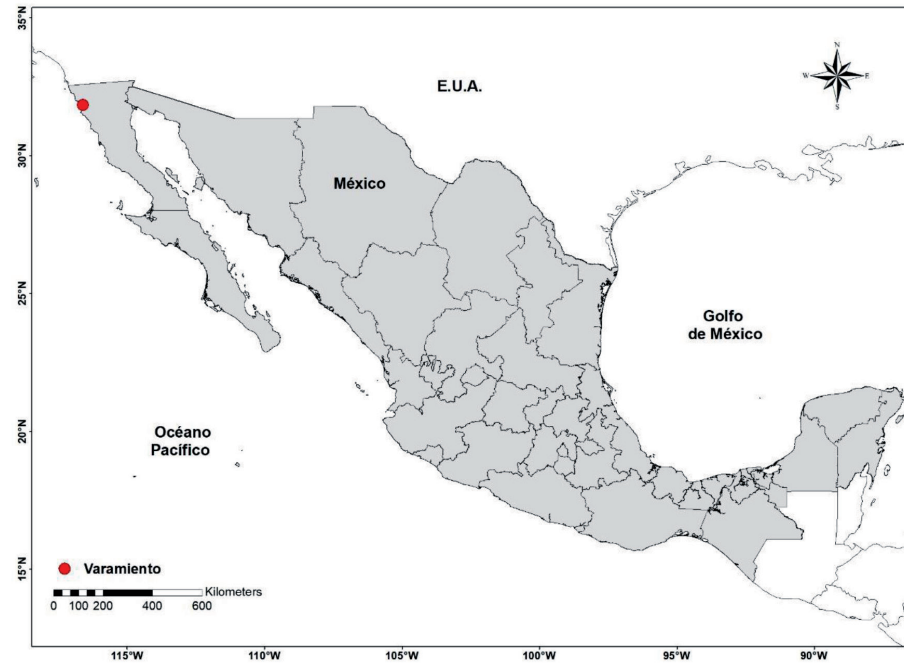 35°N
N
W E
S
E.U.A.
30°N
México
25°N
Golfo
de México
20°N
Océano
Pacífico
15°N
Varamiento
Kilometers
0 100 200 400 600
115°W 110°W 105°W 100°W 95°W 90°W